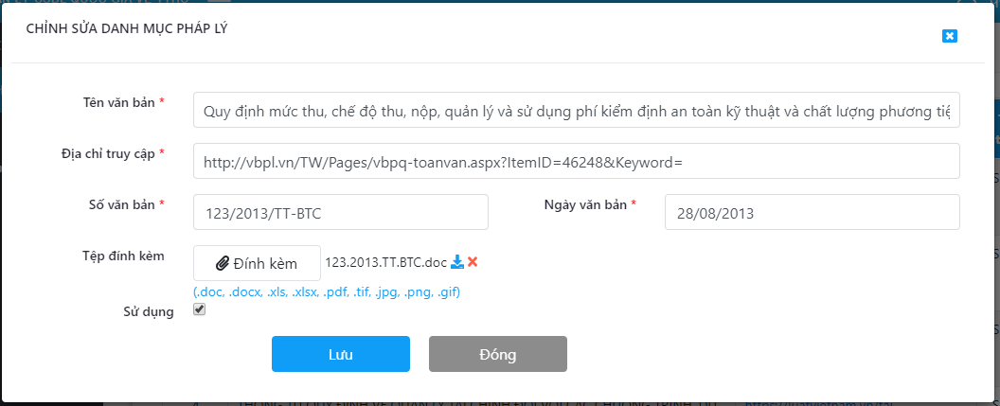 CHỈNH SỬA DANH MỤC PHÁP LÝ
Tên văn bản *
Quy định mức thu, chế độ thu, nộp, quản lý và sử dụng phí kiểm định an toàn kỹ thuật và chất lượng phương tiệ
Địa chỉ truy cập *
http://vbpl.vn/TW/Pages/vbpq-toanvan.aspx?ItemID=46248&Keyword=
Số văn bản *
123/2013/TT-BTC
Ngày văn bản *
28/08/2013
Tệp đính kèm
Đính kèm
123.2013.TT.BTC.doc
(.doc, .docx, .xls, .xlsx, .pdf, .tif, .jpg, .png, .gif)
Sử dụng
Lưu
Đóng